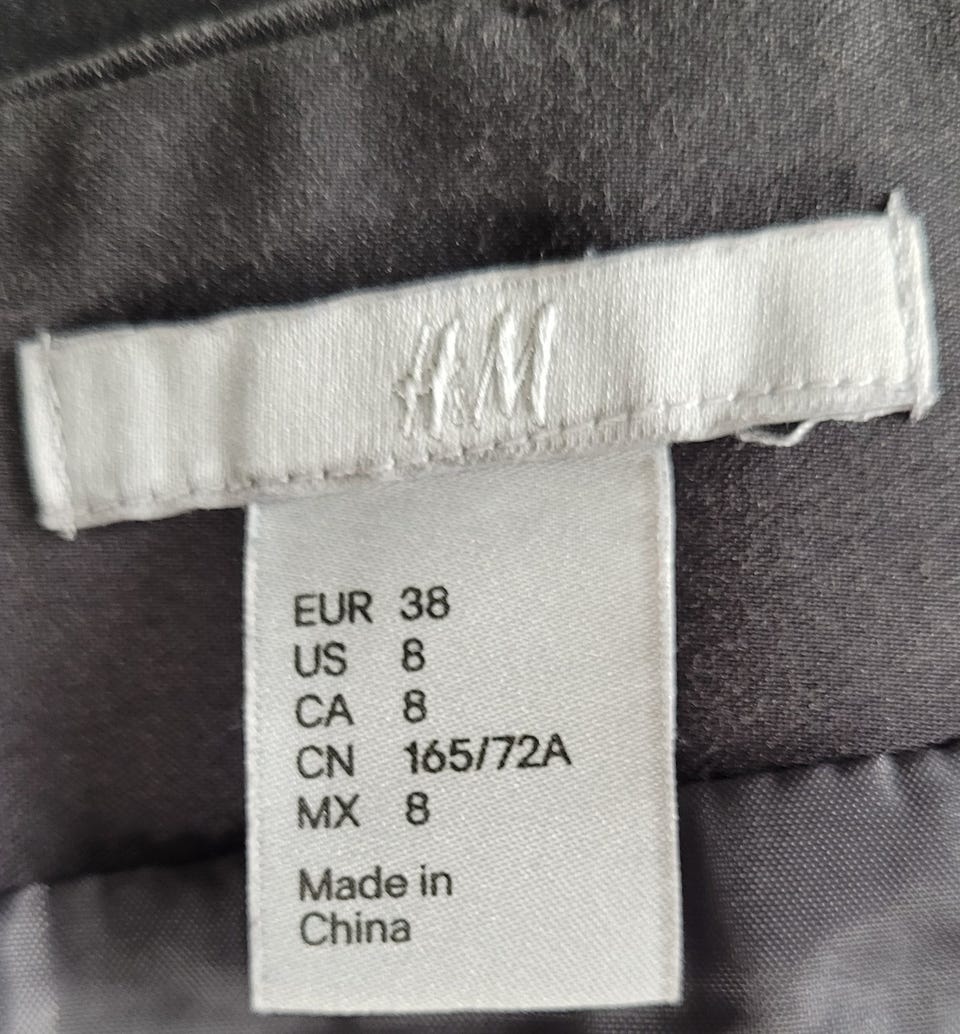 H&M
EUR 38
US 8
CA 8
CN 165/72A
MX 8
Made in
China